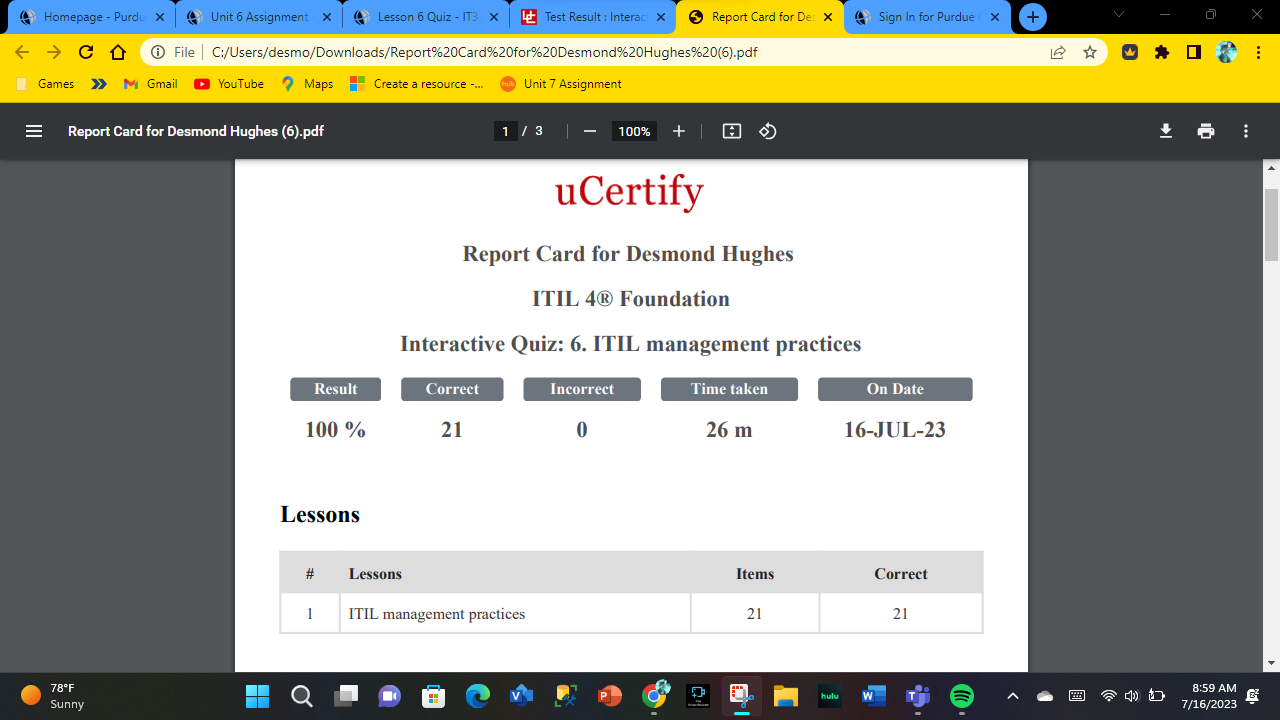 Homepage - Purdu
Unit 6 Assignment -
Lesson 6 Quiz - IT3
Test Result : Interac
Report Card for Des
Sign In for Purdue G
File
C:/Users/desmo/Downloads/Report%20Card%20for%20Desmond%20Hughes%20(6).pdf
Games
Gmail
YouTube
Maps
Create a resource -...
hub
Unit 7 Assignment
Report Card for Desmond Hughes (6).pdf
1 / 3
100%
uCertify
Report Card for Desmond Hughes
ITIL 4® Foundation
Interactive Quiz: 6. ITIL management practices
Result Correct Incorrect Time taken On Date
100 % 21 0 26 m 16-JUL-23
Lessons
# Lessons Items Correct
1 ITIL management practices 21 21
78°F
Sunny
hulu
8:59 AM
7/16/2023